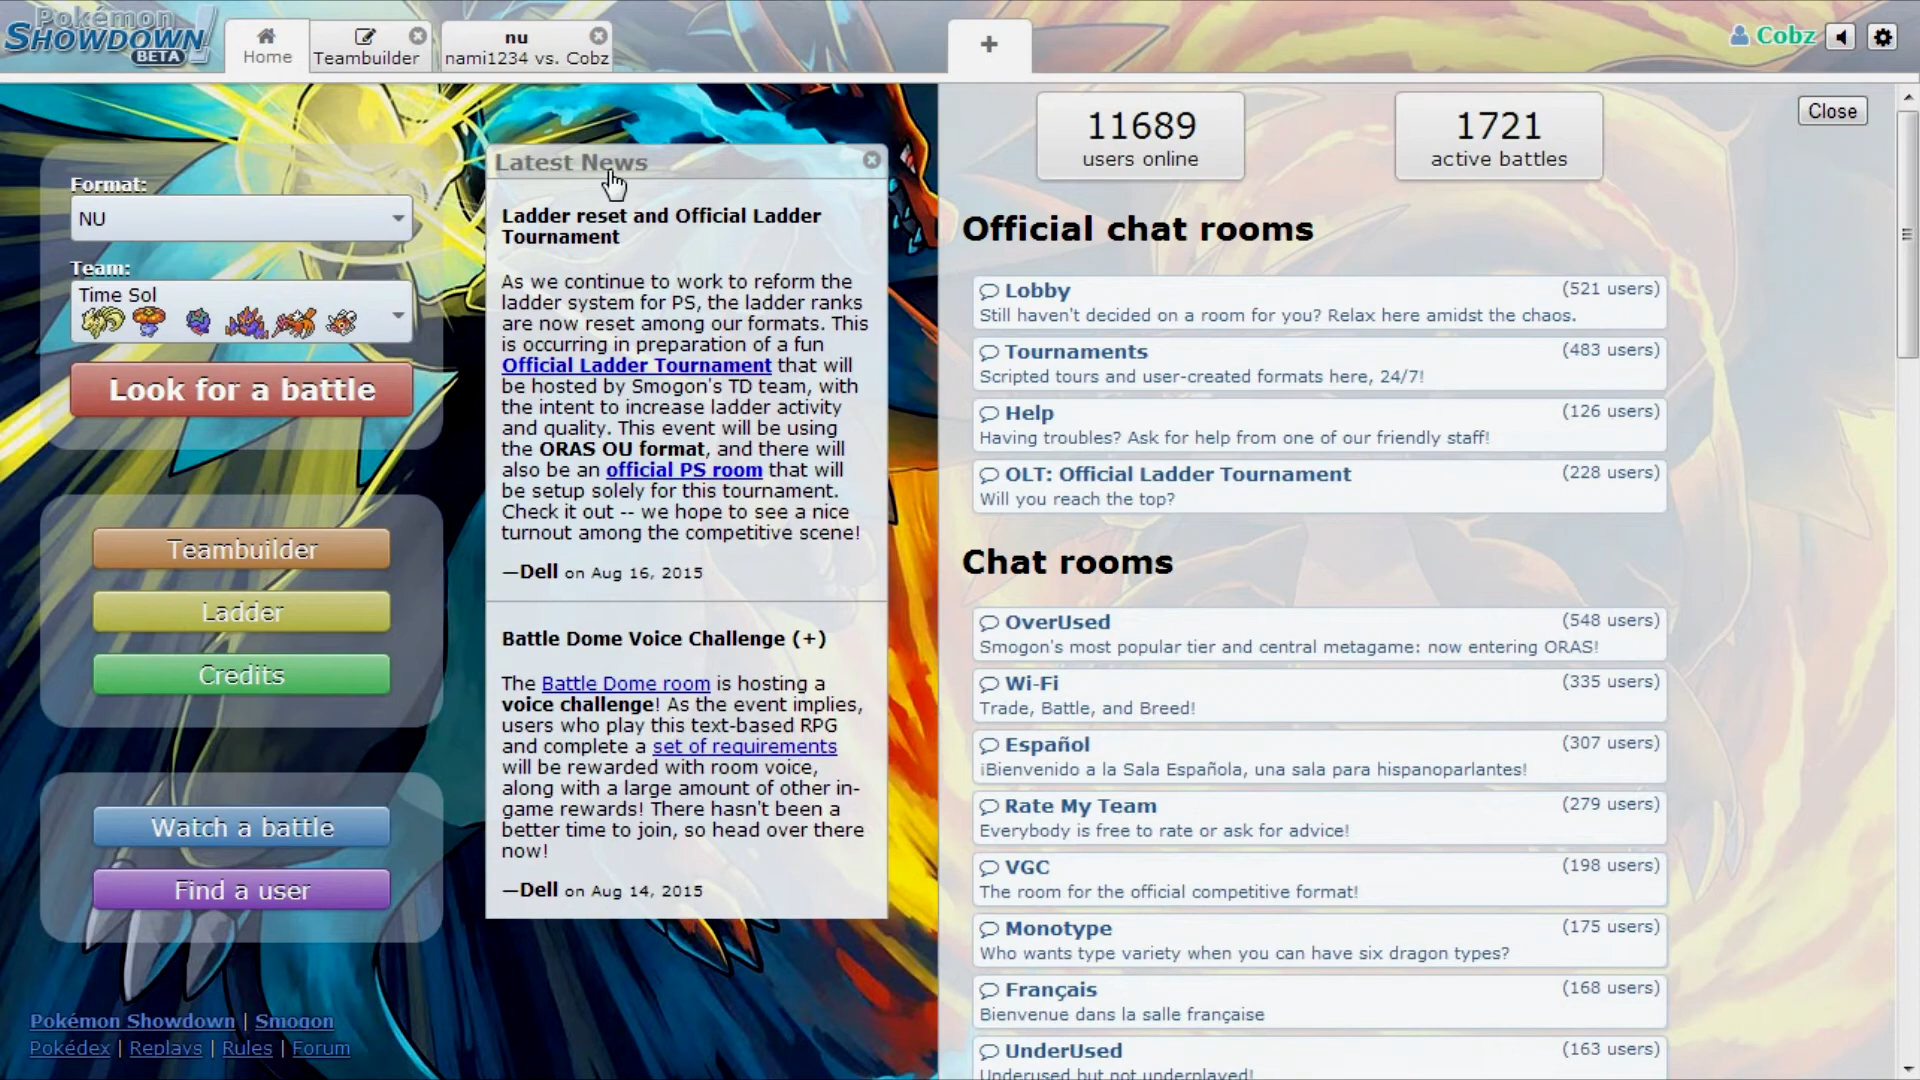 Pokémon
SHOWDOWN!
BETA
Home
Teambuilder
nu
nami1234 vs. Cobz
+
Cobz
Format:
NU
Team:
Time Sol
Look for a battle
Teambuilder
Ladder
Credits
Watch a battle
Find a user
Pokémon Showdown | Smogon
Pokédex | Replays | Rules | Forum
Latest News
Ladder reset and Official Ladder
Tournament
As we continue to work to reform the
ladder system for PS, the ladder ranks
are now reset among our formats. This
is occurring in preparation of a fun
Official Ladder Tournament that will
be hosted by Smogon's TD team, with
the intent to increase ladder activity
and quality. This event will be using
the ORAS OU format, and there will
also be an official PS room that will
be setup solely for this tournament.
Check it out -- we hope to see a nice
turnout among the competitive scene!
—Dell on Aug 16, 2015
Battle Dome Voice Challenge (+)
The Battle Dome room is hosting a
voice challenge! As the event implies,
users who play this text-based RPG
and complete a set of requirements
will be rewarded with room voice,
along with a large amount of other in-
game rewards! There hasn't been a
better time to join, so head over there
now!
—Dell on Aug 14, 2015
11689
users online
1721
active battles
Close
Official chat rooms
Lobby (521 users)
Still haven't decided on a room for you? Relax here amidst the chaos.
Tournaments (483 users)
Scripted tours and user-created formats here, 24/7!
Help (126 users)
Having troubles? Ask for help from one of our friendly staff!
OLT: Official Ladder Tournament (228 users)
Will you reach the top?
Chat rooms
OverUsed (548 users)
Smogon's most popular tier and central metagame: now entering ORAS!
Wi-Fi (335 users)
Trade, Battle, and Breed!
Español (307 users)
¡Bienvenido a la Sala Española, una sala para hispanoparlantes!
Rate My Team (279 users)
Everybody is free to rate or ask for advice!
VGC (198 users)
The room for the official competitive format!
Monotype (175 users)
Who wants type variety when you can have six dragon types?
Français (168 users)
Bienvenue dans la salle française
UnderUsed (163 users)
Underused but not underplayed!